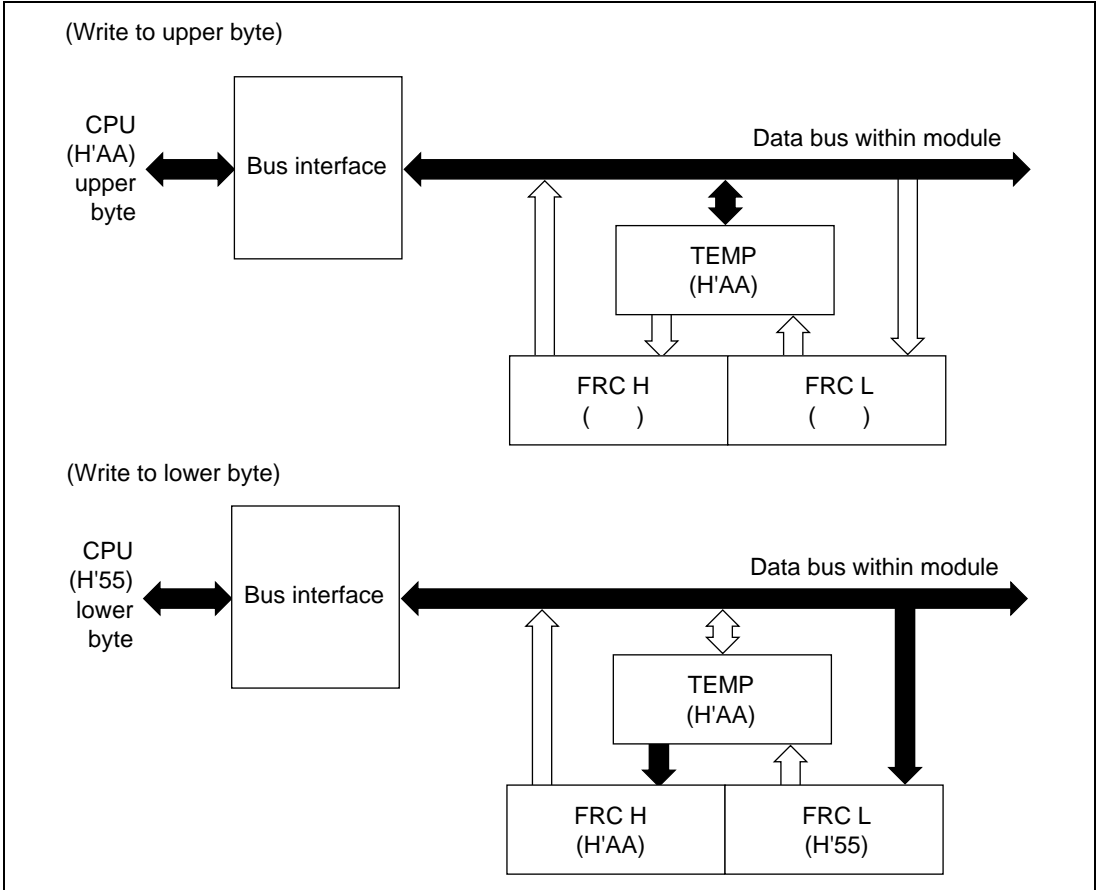 (Write to upper byte)
CPU
(H'AA)
upper
byte
Bus interface
Data bus within module
TEMP
(H'AA)
FRC H
(      )
FRC L
(      )
(Write to lower byte)
CPU
(H'55)
lower
byte
Bus interface
Data bus within module
TEMP
(H'AA)
FRC H
(H'AA)
FRC L
(H'55)